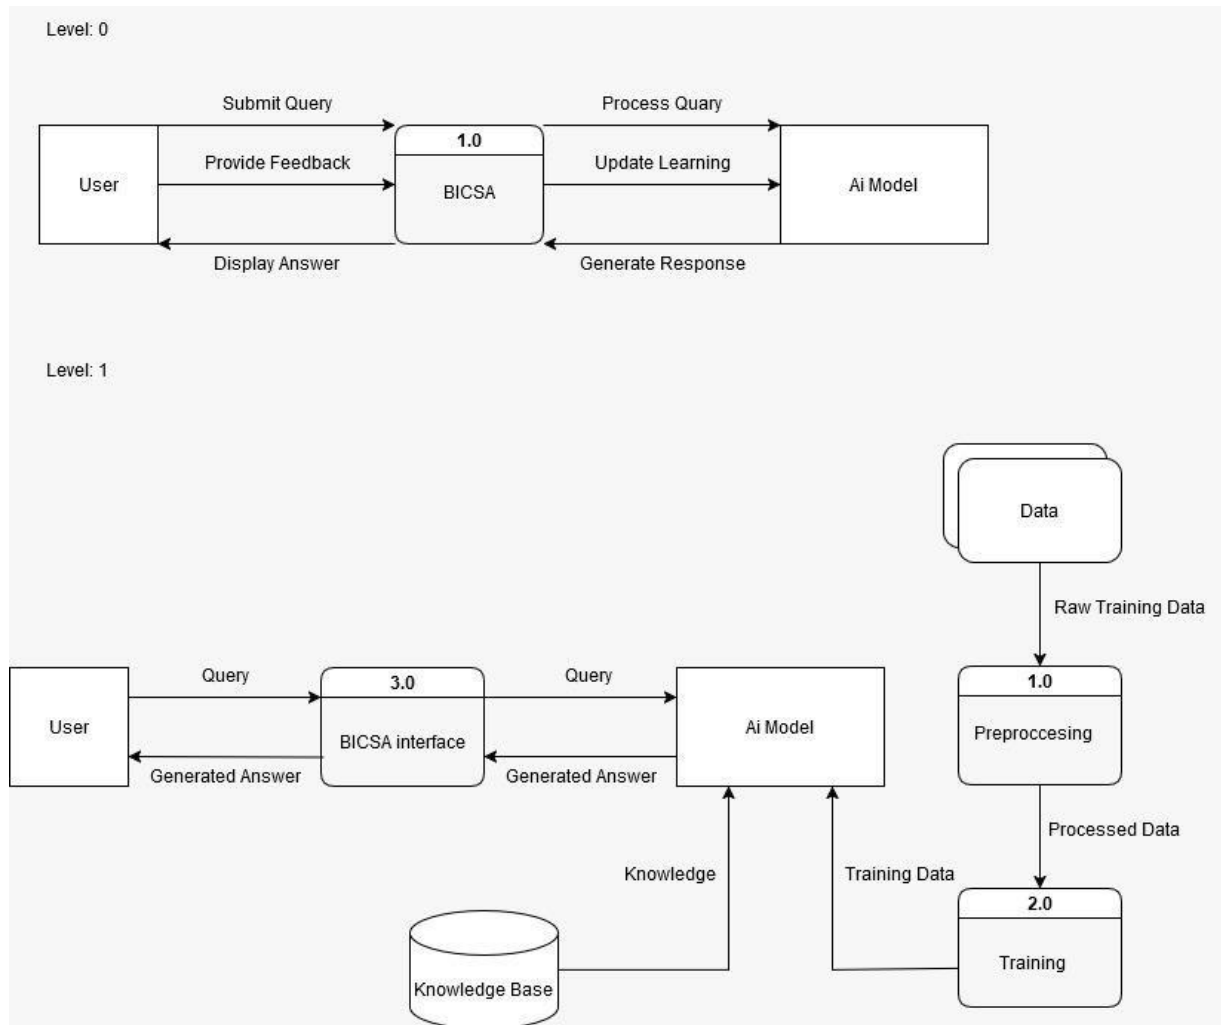 Level: 0
Submit Query
Process Quary
User
Provide Feedback
1.0
BICSA
Update Learning
Ai Model
Display Answer
Generate Response
Level: 1
Data
Raw Training Data
User
Query
3.0
BICSA interface
Query
Ai Model
1.0
Preproccesing
Generated Answer
Generated Answer
Processed Data
Knowledge
Training Data
2.0
Training
Knowledge Base